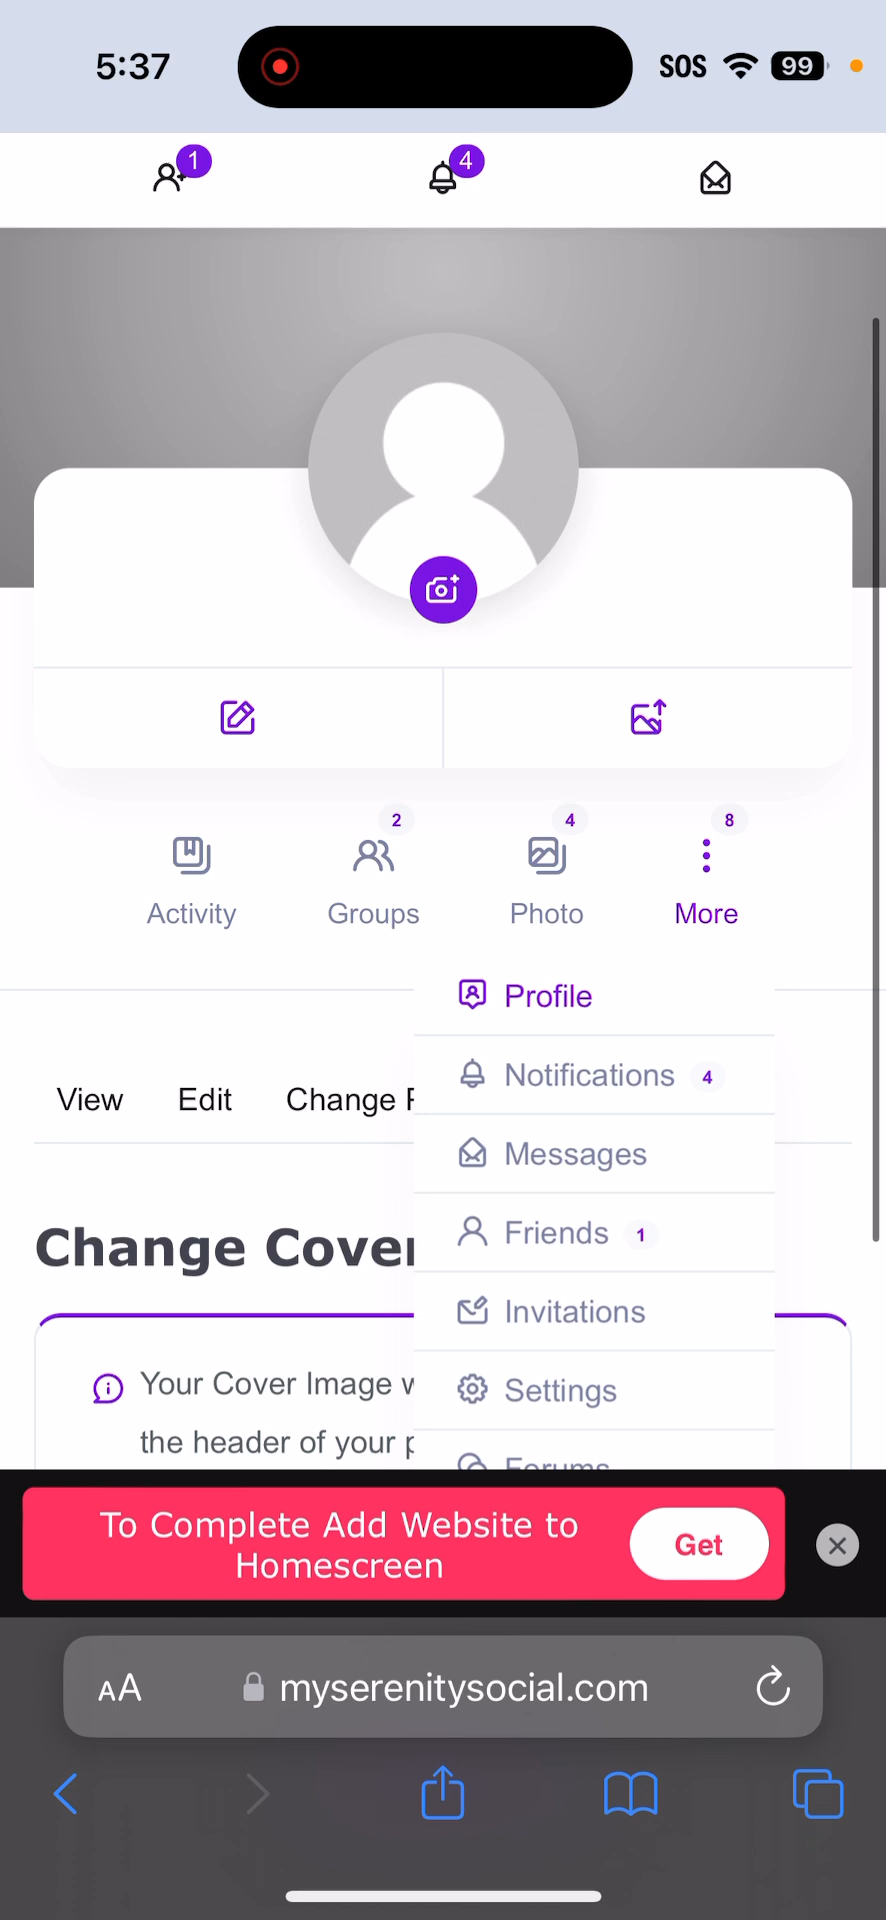 5:37
SOS
99
1
4
2
4
8
Activity
Groups
Photo
More
Profile
Notifications 4
View
Edit
Change
Messages
Friends 1
Change Cover
Invitations
Your Cover Image
Settings
the header of your
Forums
To Complete Add Website to
Homescreen
Get
AA
myserenitysocial.com